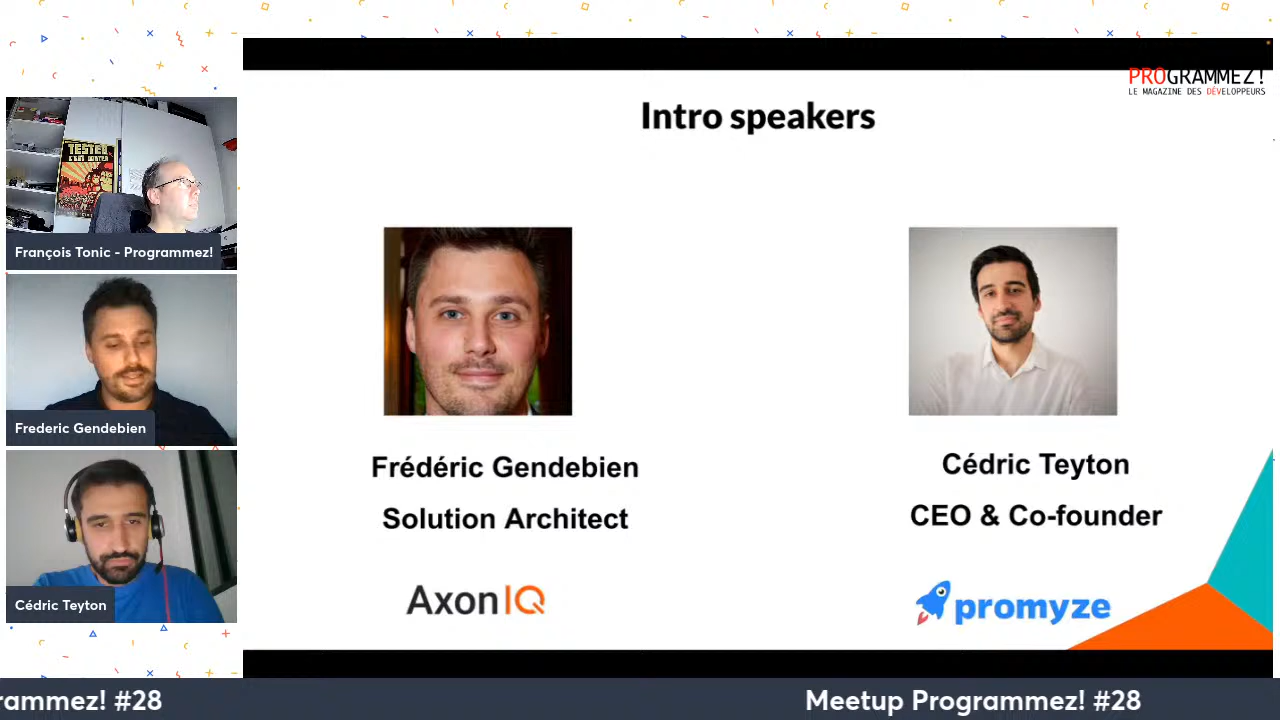 PROGRAMMEZ!
LE MAGAZINE DES DÉVELOPPEURS
Intro speakers
TESTER
François Tonic - Programmez!
Frederic Gendebien
Cédric Teyton
Frédéric Gendebien
Solution Architect
AxonIQ
Cédric Teyton
CEO & Co-founder
promyze
rammez! #28
Meetup Programmez! #28